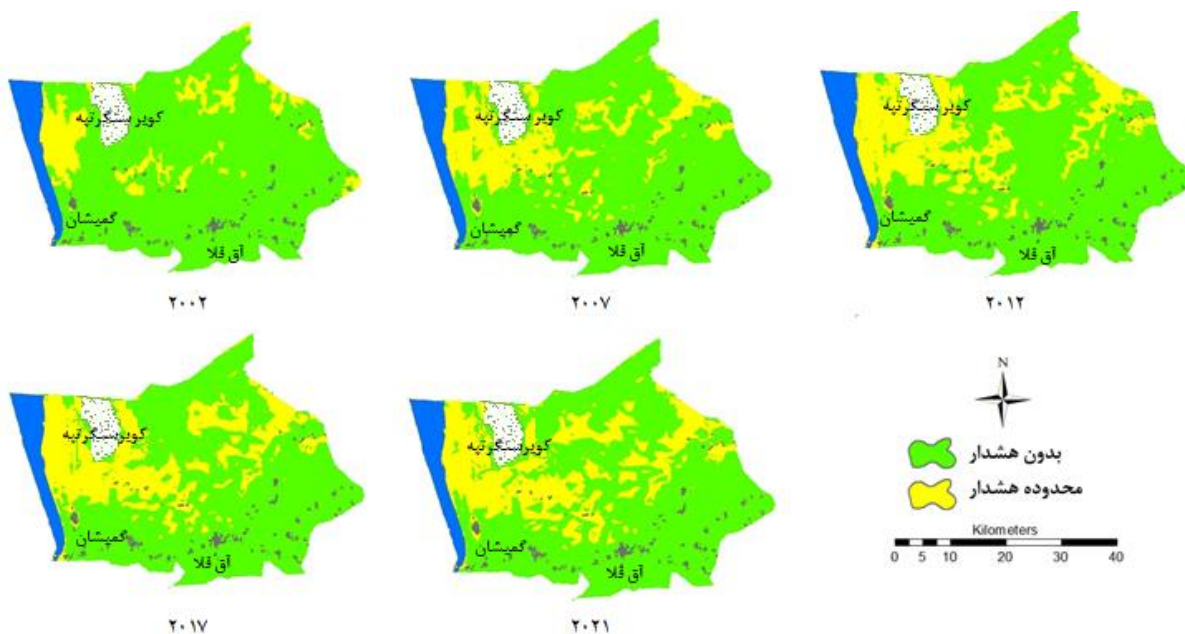 کویر سنگرتپه
گمیشان
آق قلا
۲۰۰۲
کویر سنگرتپه
گمیشان
آق قلا
۲۰۰۷
کویر سنگرتپه
گمیشان
آق قلا
۲۰۱۲
کویر سنگرتپه
گمیشان
آق قلا
۲۰۱۷
کویر سنگرتپه
گمیشان
آق قلا
۲۰۲۱
N
بدون هشدار
محدوده هشدار
Kilometers
0 5 10 20 30 40